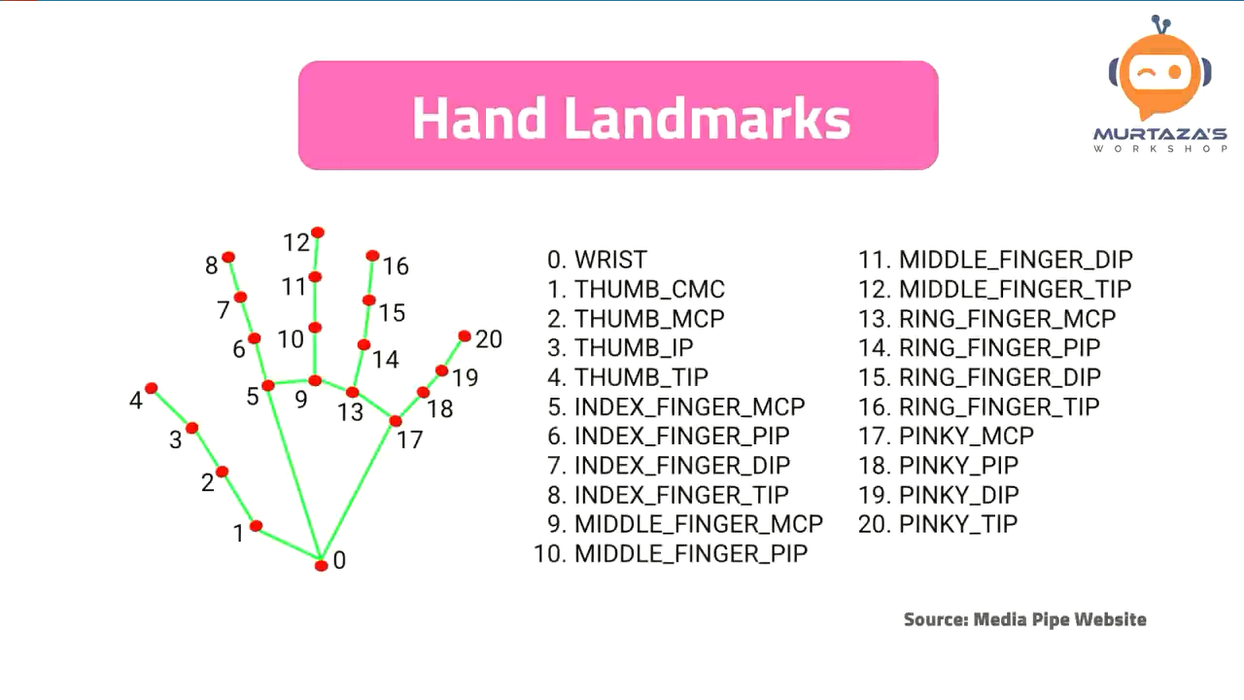 MURTAZA'S
WORKSHOP
Hand Landmarks
12
8
16
11
7
15
10
20
6
14
19
4
5
9
13
18
3
17
2
1
0
0. WRIST
1. THUMB_CMC
2. THUMB_MCP
3. THUMB_IP
4. THUMB_TIP
5. INDEX_FINGER_MCP
6. INDEX_FINGER_PIP
7. INDEX_FINGER_DIP
8. INDEX_FINGER_TIP
9. MIDDLE_FINGER_MCP
10. MIDDLE_FINGER_PIP
11. MIDDLE_FINGER_DIP
12. MIDDLE_FINGER_TIP
13. RING_FINGER_MCP
14. RING_FINGER_PIP
15. RING_FINGER_DIP
16. RING_FINGER_TIP
17. PINKY_MCP
18. PINKY_PIP
19. PINKY_DIP
20. PINKY_TIP
Source: Media Pipe Website